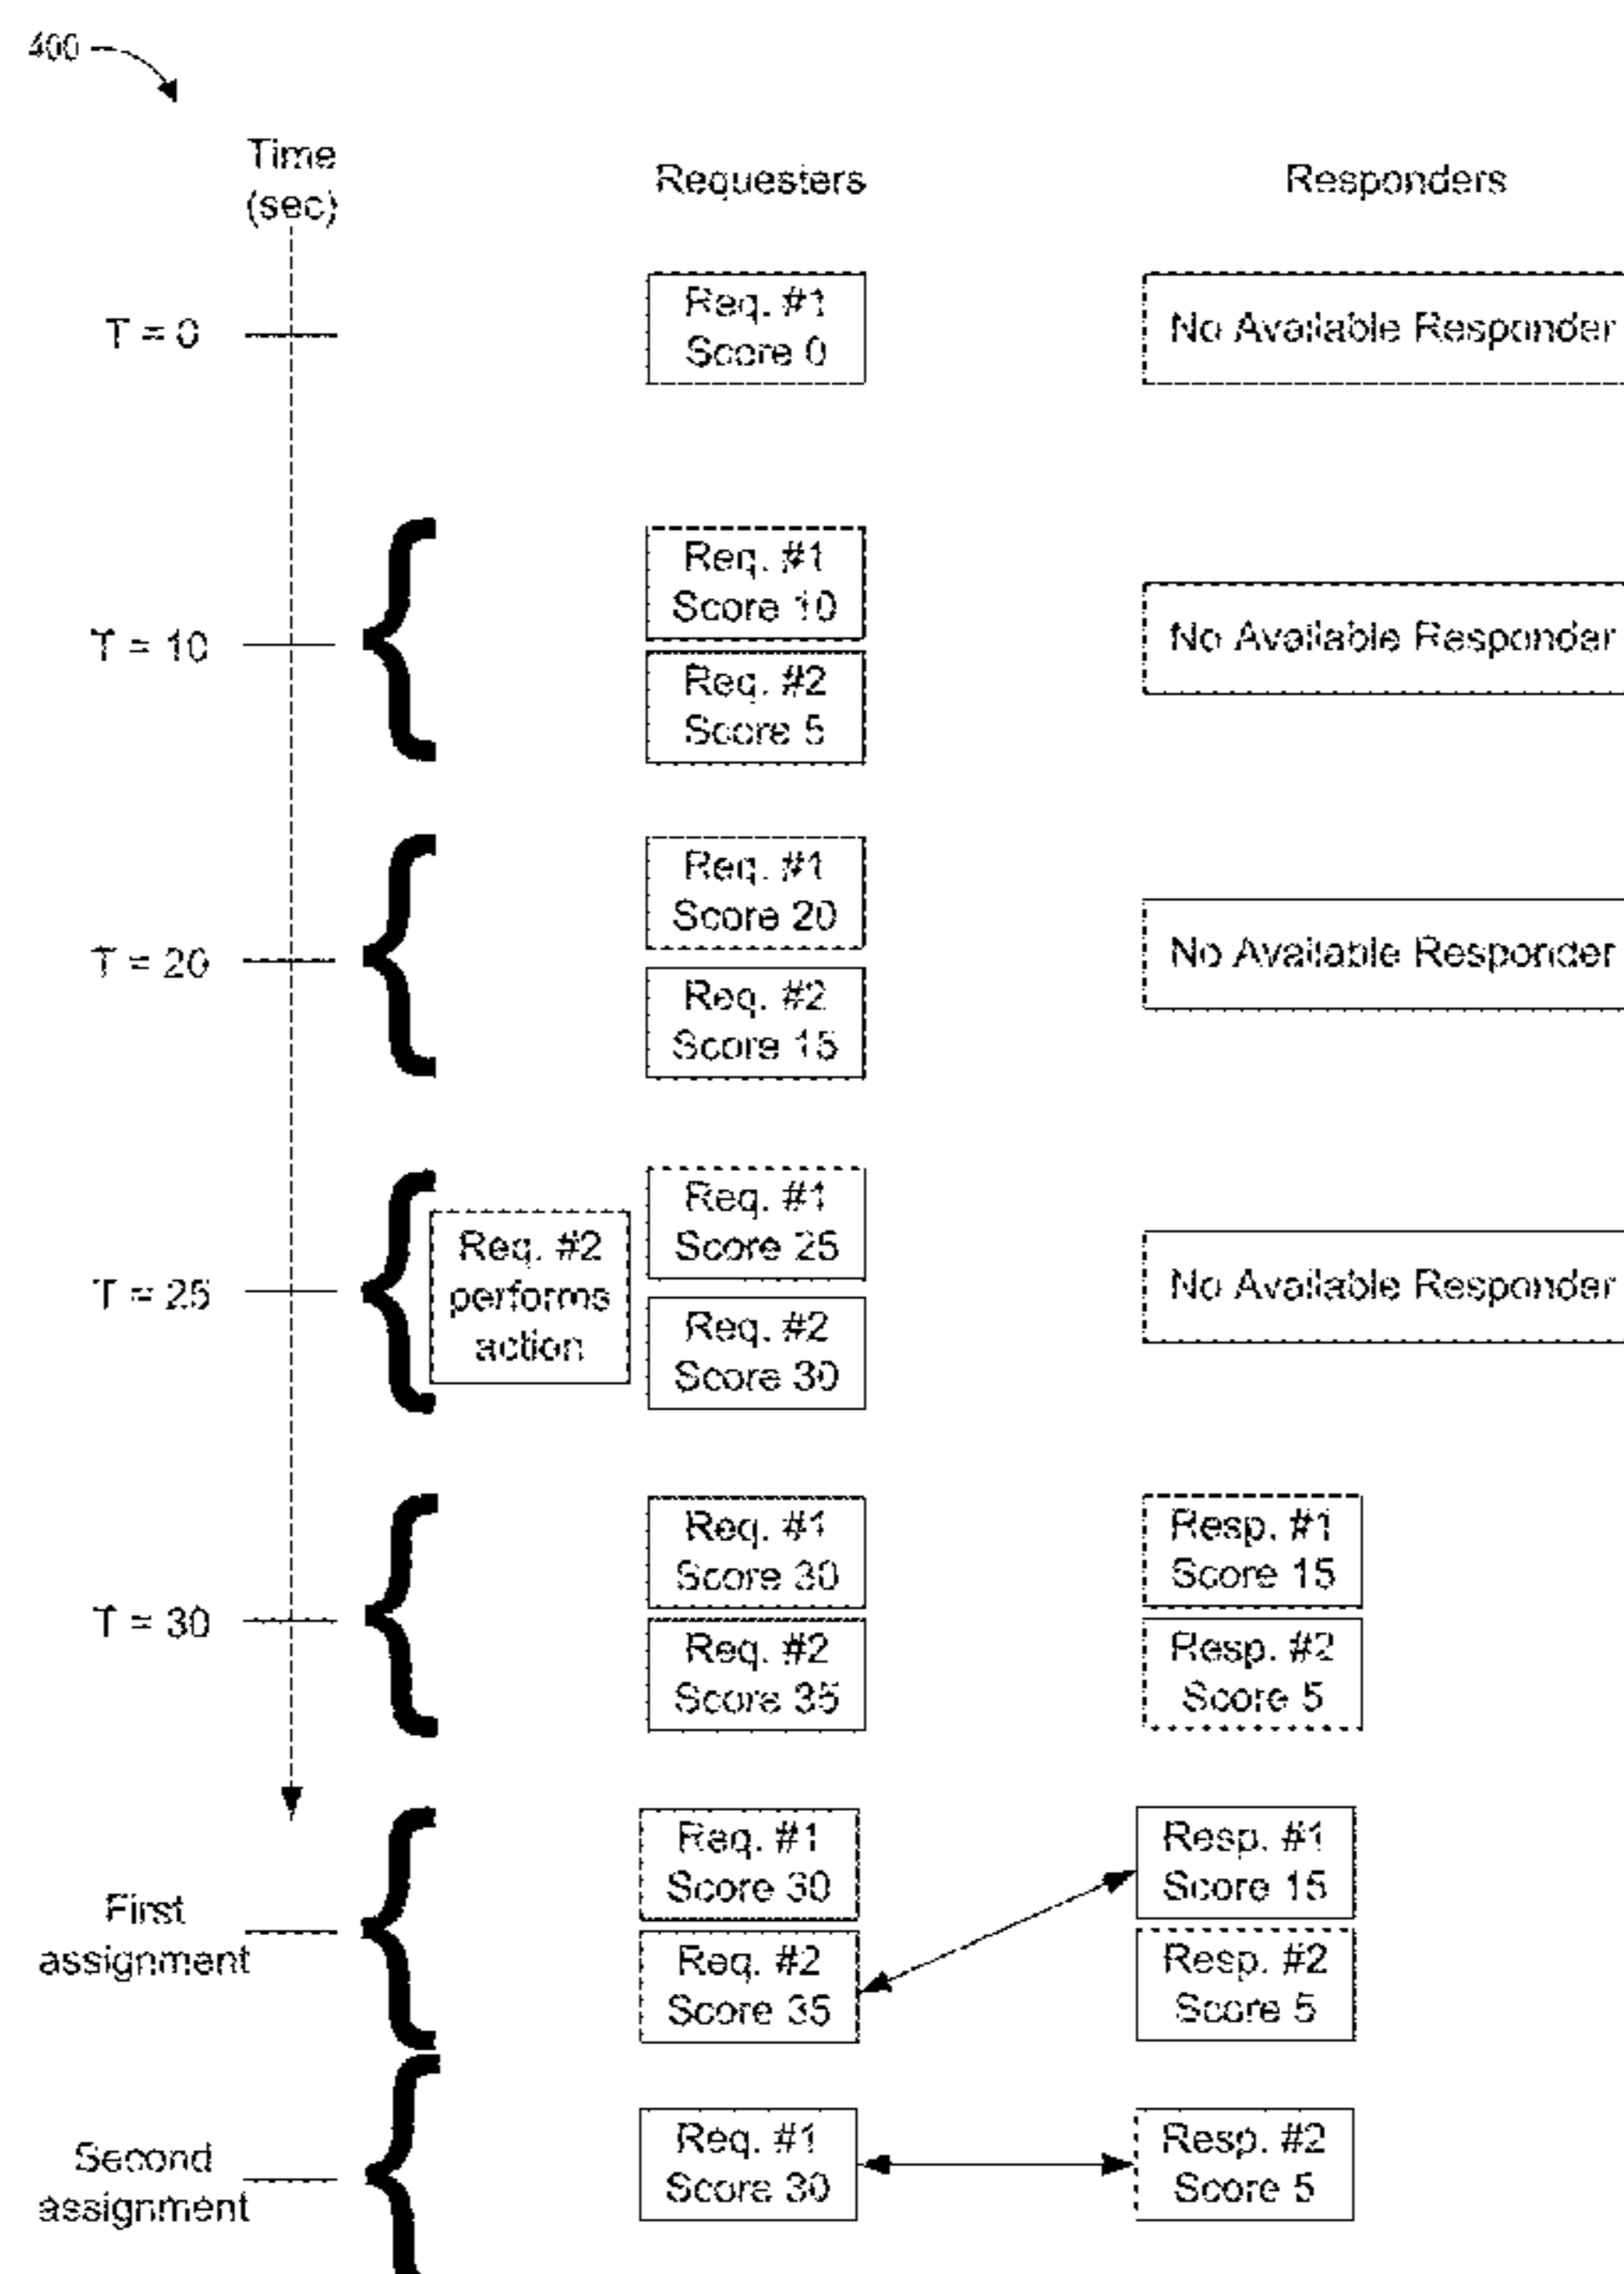 400
Time
(sec)
Requesters
Responders
T = 0
Req. #1
Score 0
No Available Responder
T = 10
Req. #1
Score 10
Req. #2
Score 5
No Available Responder
T = 20
Req. #1
Score 20
Req. #2
Score 15
No Available Responder
T = 25
Req. #2
performs
action
Req. #1
Score 25
Req. #2
Score 30
No Available Responder
T = 30
Req. #1
Score 30
Req. #2
Score 35
Resp. #1
Score 15
Resp. #2
Score 5
First
assignment
Req. #1
Score 30
Req. #2
Score 35
Resp. #1
Score 15
Resp. #2
Score 5
Second
assignment
Req. #1
Score 30
Resp. #2
Score 5